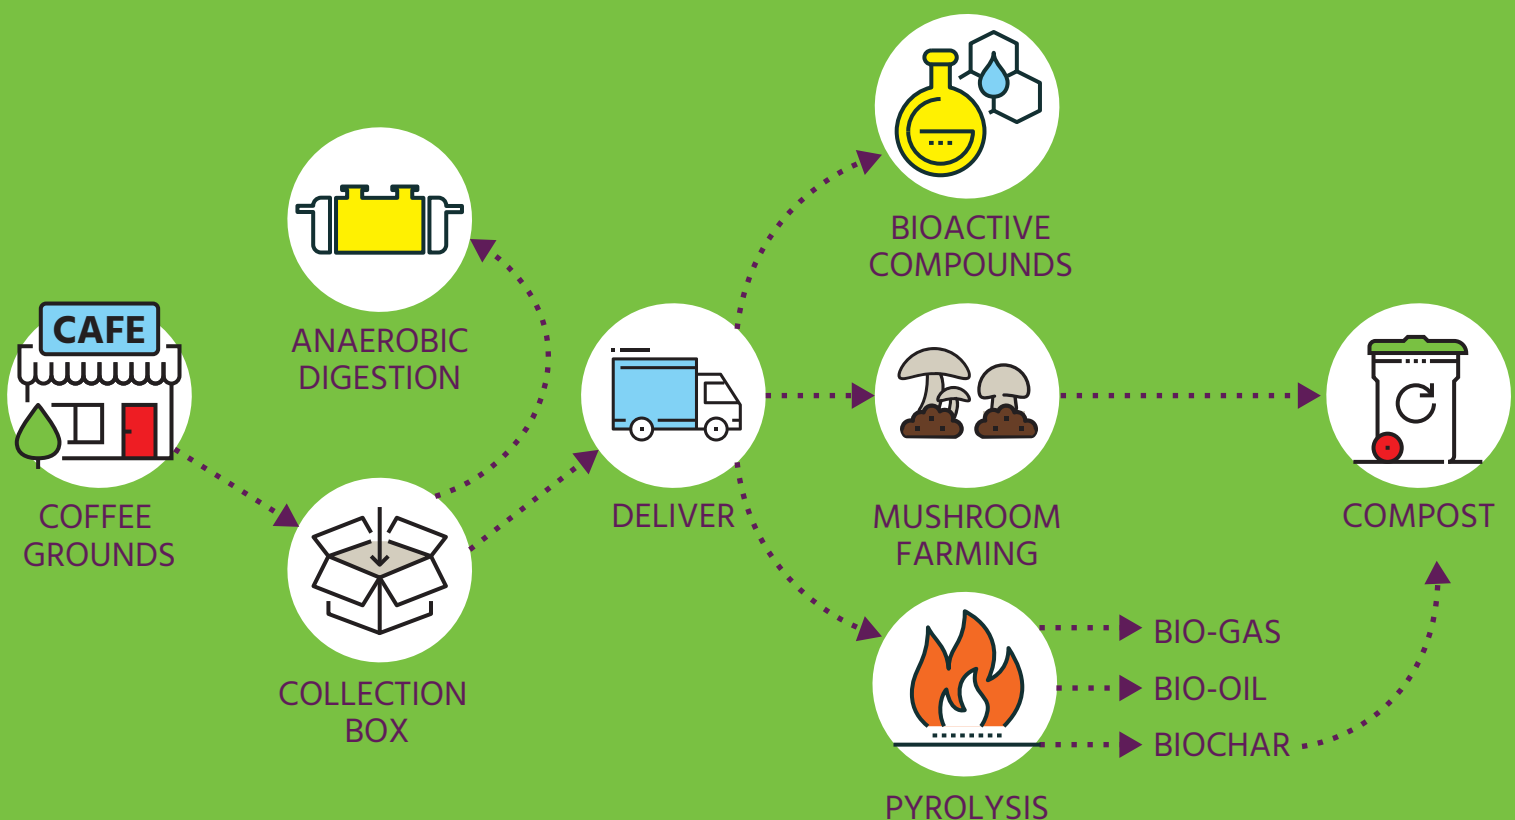 CAFE
COFFEE
GROUNDS
ANAEROBIC
DIGESTION
COLLECTION
BOX
DELIVER
BIOACTIVE
COMPOUNDS
MUSHROOM
FARMING
PYROLYSIS
BIO-GAS
BIO-OIL
BIOCHAR
COMPOST